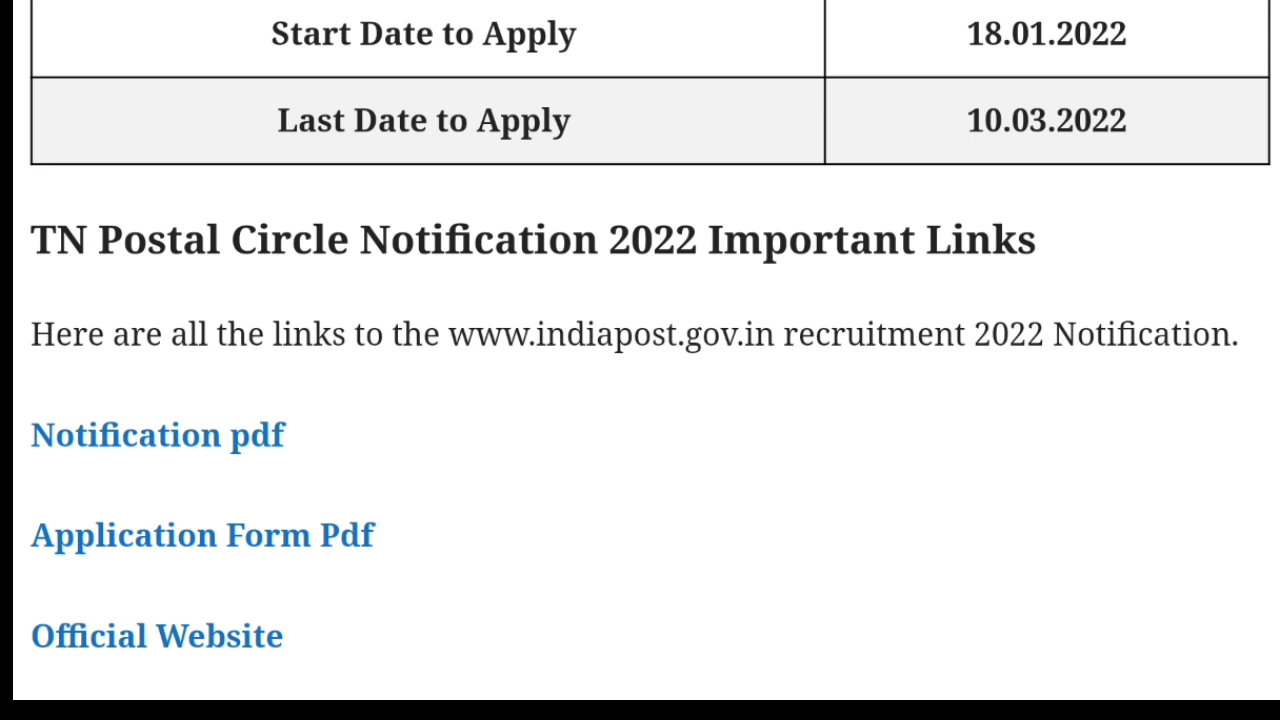 Start Date to Apply 18.01.2022
Last Date to Apply 10.03.2022
TN Postal Circle Notification 2022 Important Links
Here are all the links to the www.indiapost.gov.in recruitment 2022 Notification.
Notification pdf
Application Form Pdf
Official Website